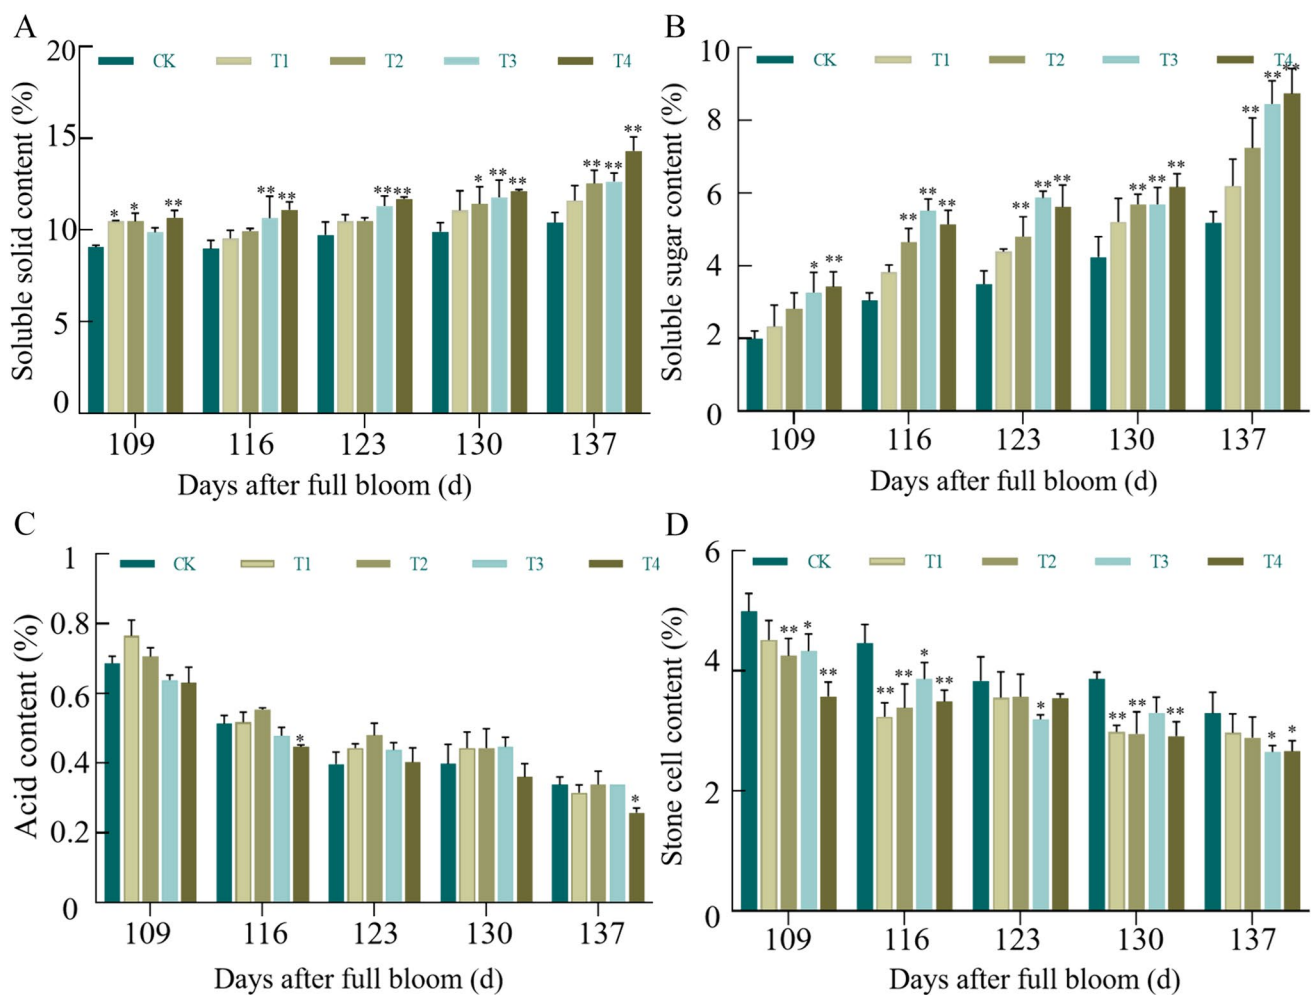 A
Soluble solid content (%)
20
15
10
5
0
CK T1 T2 T3 T4
* * **
** **
** **
* ** **
** ** **
109 116 123 130 137
Days after full bloom (d)
B
Soluble sugar content (%)
10
8
6
4
2
0
CK T1 T2 T3 T4
* **
** ** **
** ** **
** ** **
** ** **
109 116 123 130 137
Days after full bloom (d)
C
Acid content (%)
1
0.8
0.6
0.4
0.2
0
CK T1 T2 T3 T4
*
*
109 116 123 130 137
Days after full bloom (d)
D
Stone cell content (%)
6
4
2
0
CK T1 T2 T3 T4
** * **
** ** * **
*
** ** **
* *
109 116 123 130 137
Days after full bloom (d)